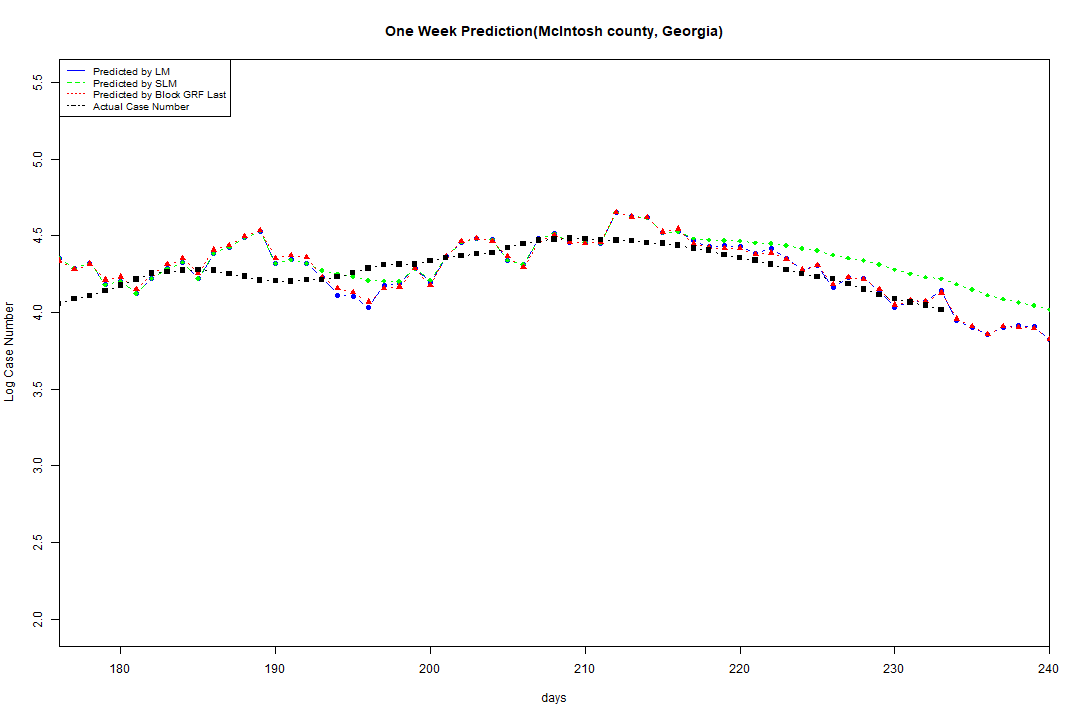 One Week Prediction(McIntosh county, Georgia)
Predicted by LM
Predicted by SLM
Predicted by Block GRF Last
Actual Case Number
5.5
5.0
4.5
4.0
3.5
3.0
2.5
2.0
Log Case Number
180 190 200 210 220 230 240
days